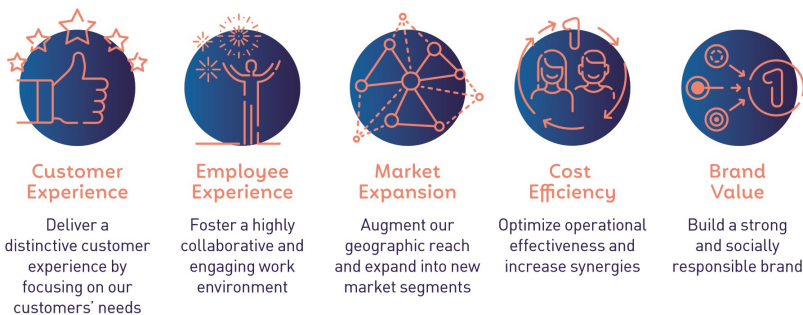 Customer
Experience
Deliver a
distinctive customer
experience by
focusing on our
customers' needs
Employee
Experience
Foster a highly
collaborative and
engaging work
environment
Market
Expansion
Augment our
geographic reach
and expand into new
market segments
1
Cost
Efficiency
Optimize operational
effectiveness and
increase synergies
1
Brand
Value
Build a strong
and socially
responsible brand